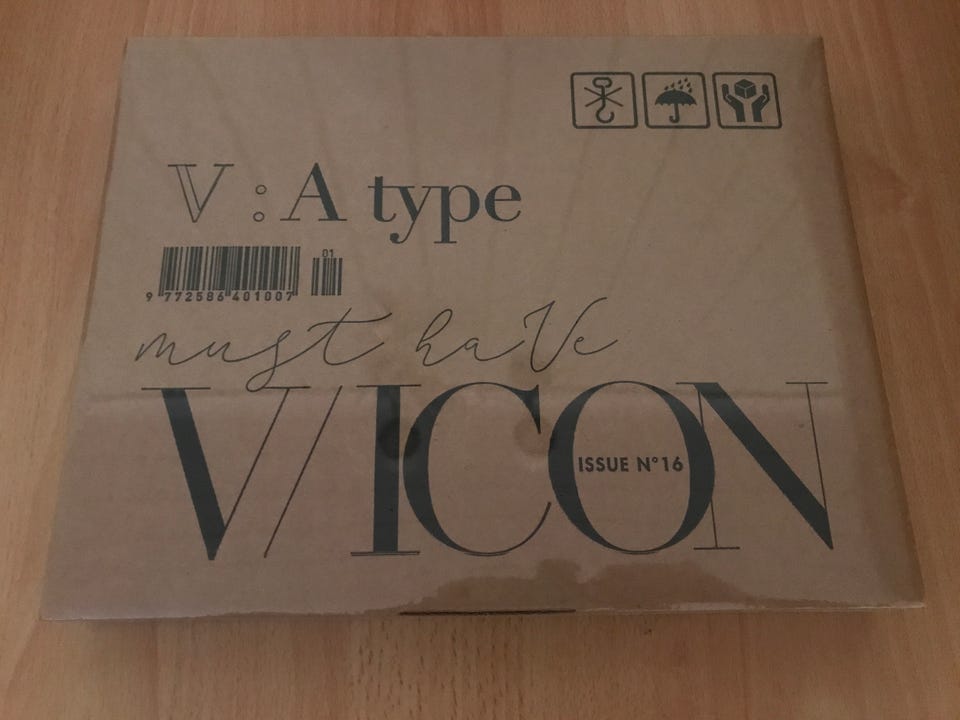 V : A type
01
9 772586 401007
must haVe
V/ICON
ISSUE N°16